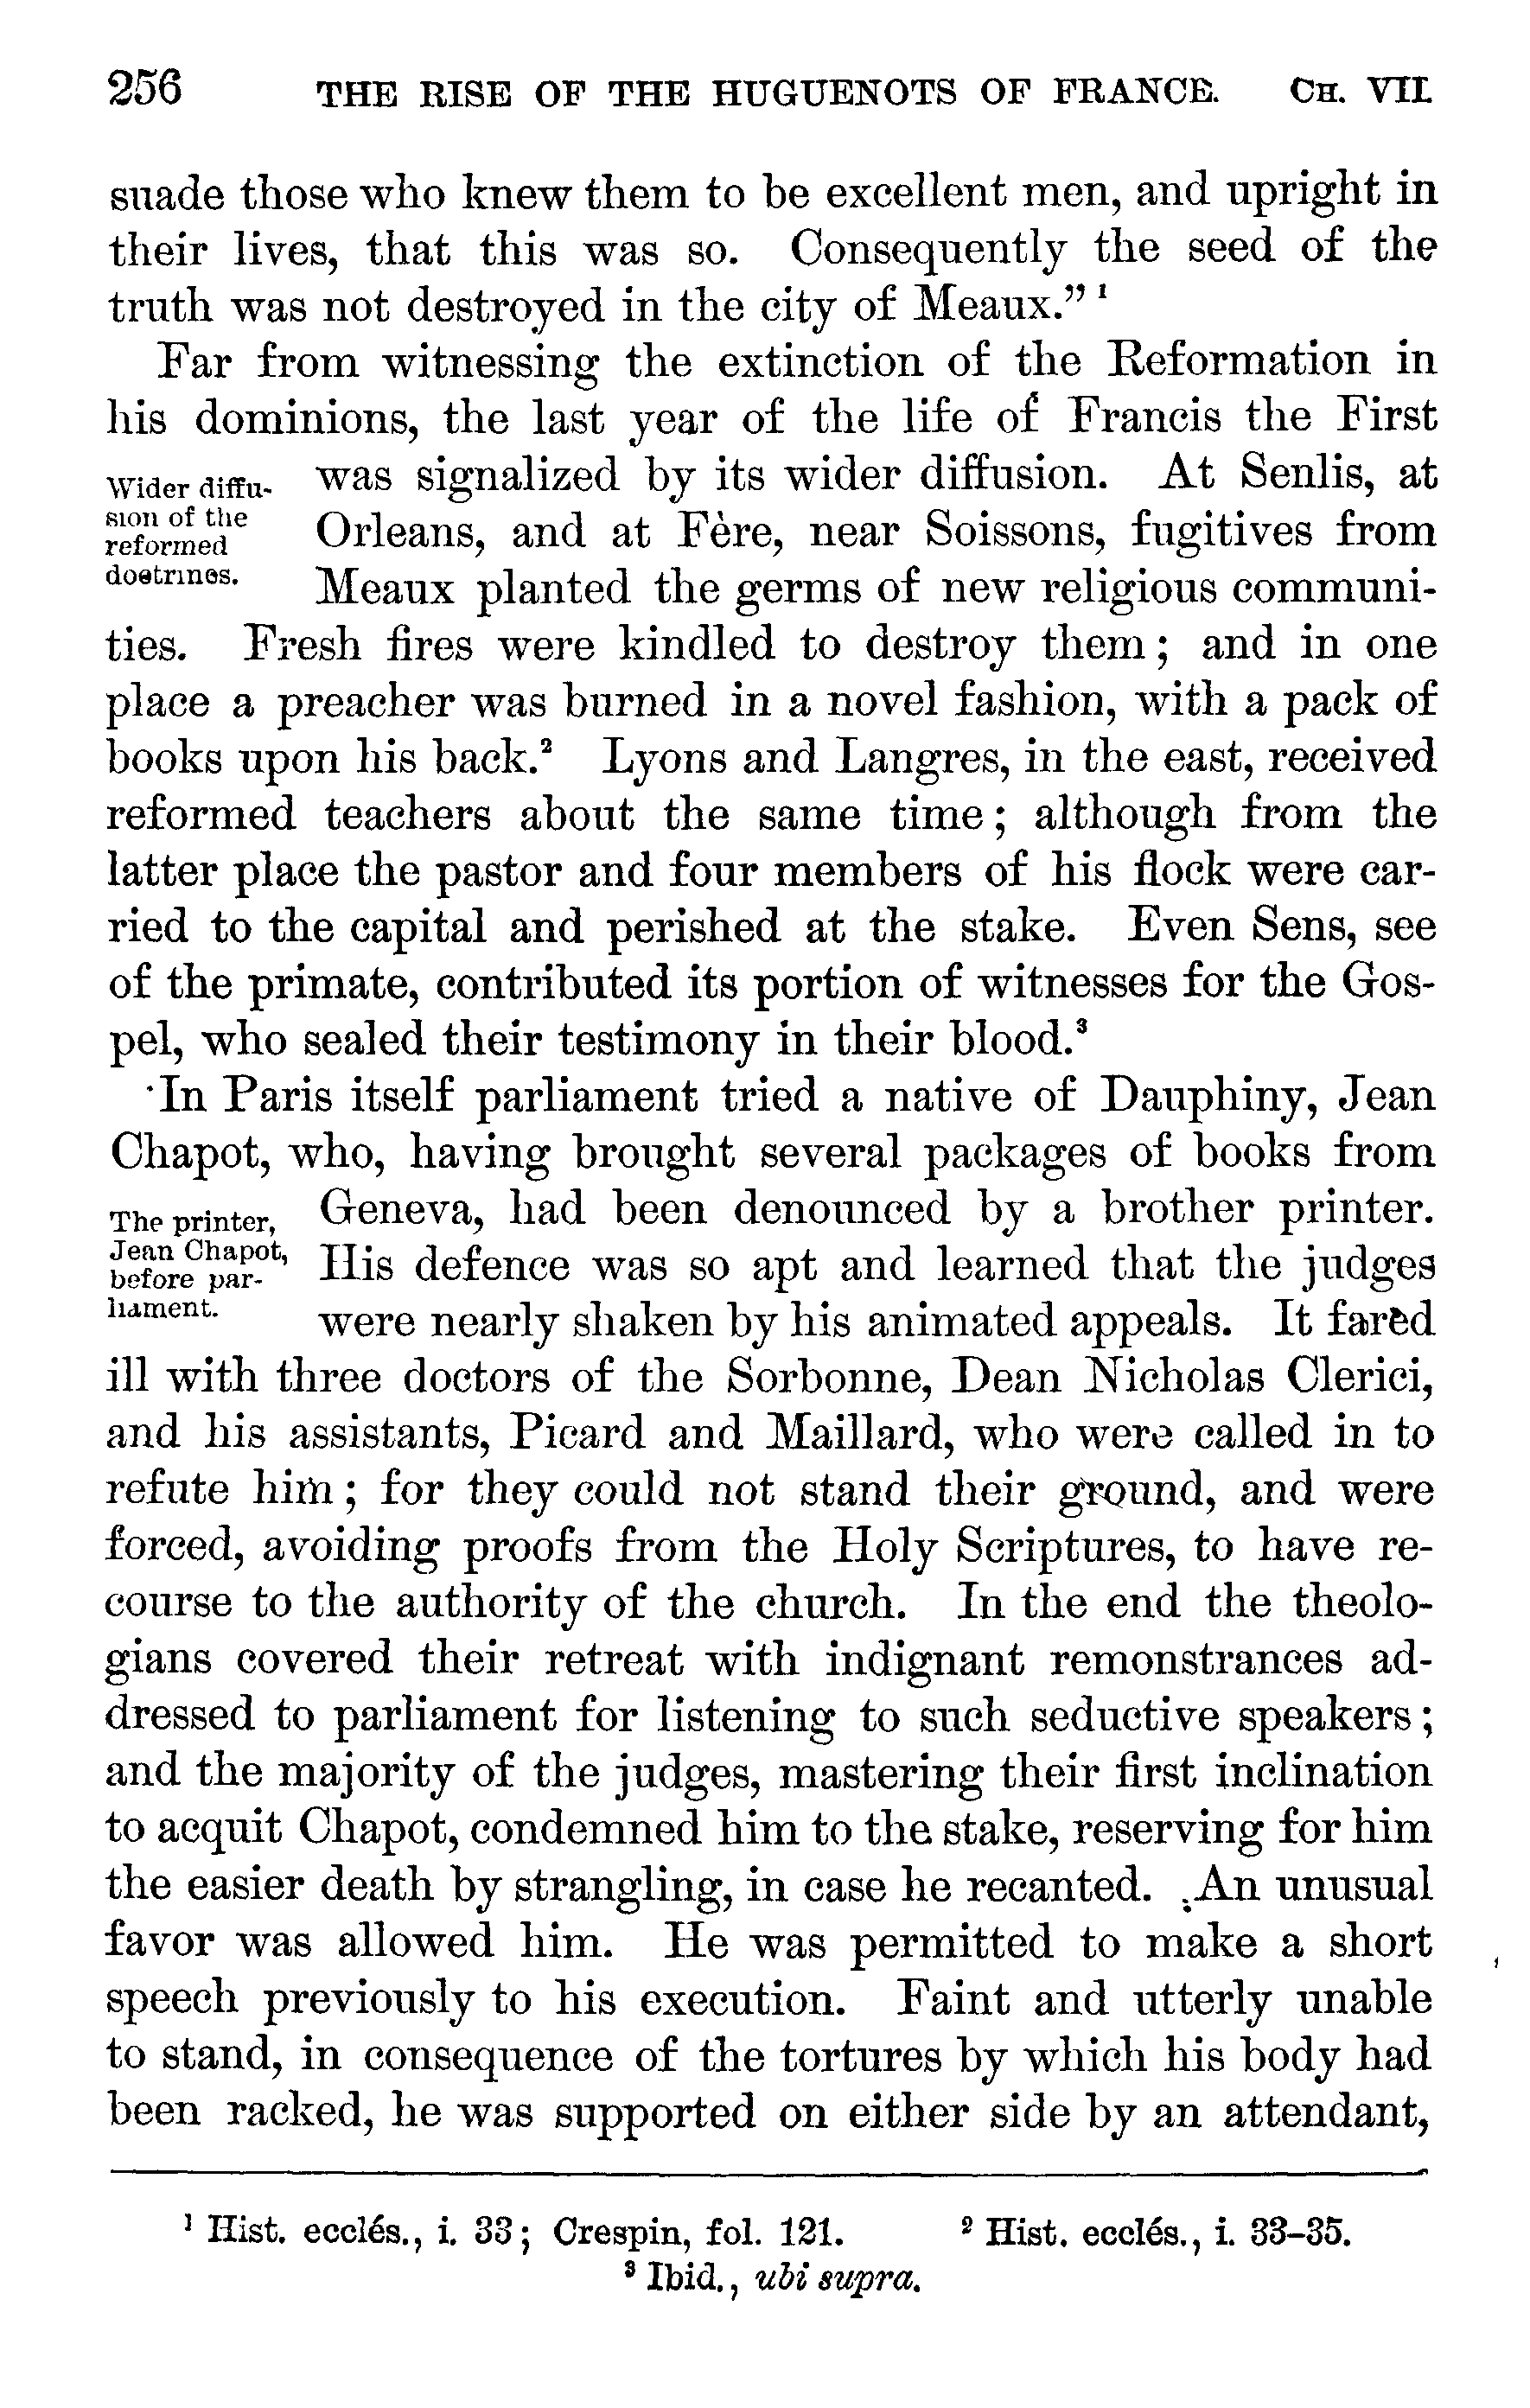 256 THE RISE OF THE HUGUENOTS OF FRANCE. CH. VII.
suade those who knew them to be excellent men, and upright in
their lives, that this was so. Consequently the seed of the
truth was not destroyed in the city of Meaux.” ¹
Far from witnessing the extinction of the Reformation in
his dominions, the last year of the life of Francis the First
was signalized by its wider diffusion. At Senlis, at
Orleans, and at Fère, near Soissons, fugitives from
Meaux planted the germs of new religious communi-
Wider diffu-
sion of the
reformed
doctrines.
ties. Fresh fires were kindled to destroy them; and in one
place a preacher was burned in a novel fashion, with a pack of
books upon his back.² Lyons and Langres, in the east, received
reformed teachers about the same time; although from the
latter place the pastor and four members of his flock were car-
ried to the capital and perished at the stake. Even Sens, see
of the primate, contributed its portion of witnesses for the Gos-
pel, who sealed their testimony in their blood.³
In Paris itself parliament tried a native of Dauphiny, Jean
Chapot, who, having brought several packages of books from
Geneva, had been denounced by a brother printer.
His defence was so apt and learned that the judges
were nearly shaken by his animated appeals. It fared
The printer,
Jean Chapot,
before par-
liament.
ill with three doctors of the Sorbonne, Dean Nicholas Clerici,
and his assistants, Picard and Maillard, who were called in to
refute him; for they could not stand their ground, and were
forced, avoiding proofs from the Holy Scriptures, to have re-
course to the authority of the church. In the end the theolo-
gians covered their retreat with indignant remonstrances ad-
dressed to parliament for listening to such seductive speakers;
and the majority of the judges, mastering their first inclination
to acquit Chapot, condemned him to the stake, reserving for him
the easier death by strangling, in case he recanted. An unusual
favor was allowed him. He was permitted to make a short
speech previously to his execution. Faint and utterly unable
to stand, in consequence of the tortures by which his body had
been racked, he was supported on either side by an attendant,
¹ Hist. ecclés., i. 33; Crespin, fol. 121. ² Hist. ecclés., i. 33–35.
³ Ibid., ubi supra.